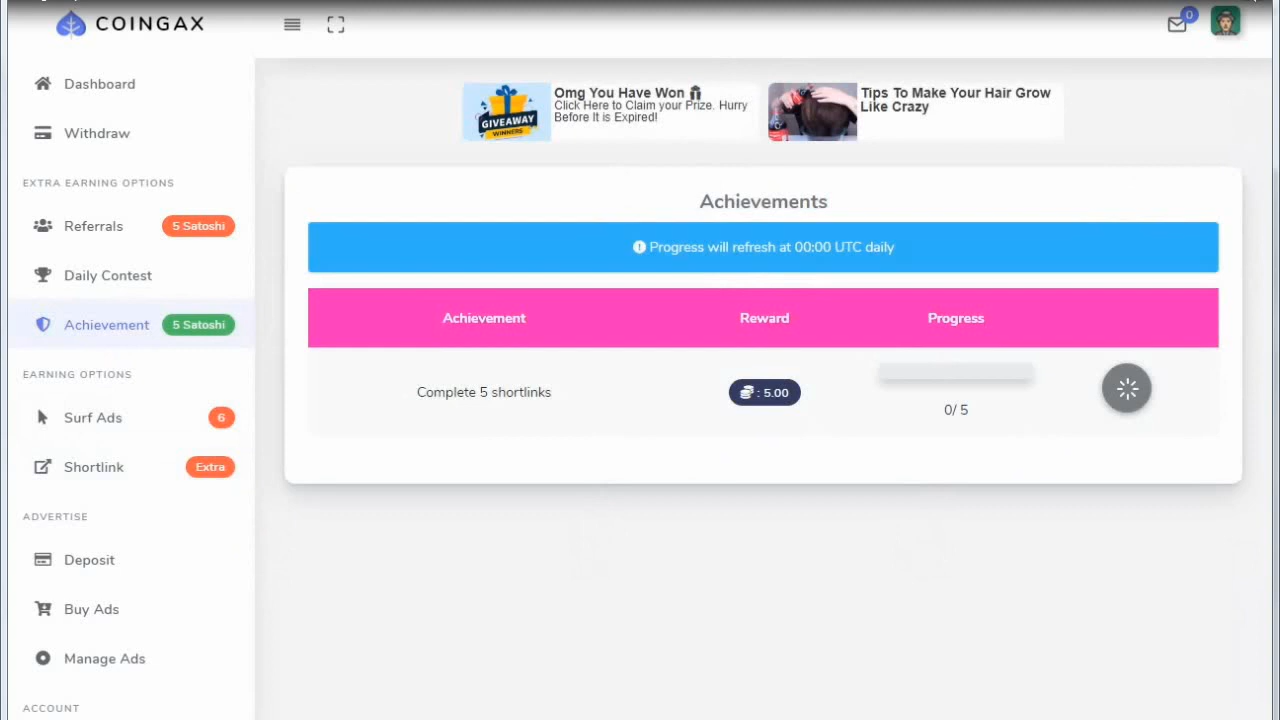 COINGAX
0
Dashboard
Withdraw
EXTRA EARNING OPTIONS
Referrals 5 Satoshi
Daily Contest
Achievement 5 Satoshi
EARNING OPTIONS
Surf Ads 6
Shortlink Extra
ADVERTISE
Deposit
Buy Ads
Manage Ads
ACCOUNT
GIVEAWAY
WINNERS
Omg You Have Won
Click Here to Claim your Prize. Hurry
Before It is Expired!
Tips To Make Your Hair Grow
Like Crazy
Achievements
Progress will refresh at 00:00 UTC daily
Achievement Reward Progress
Complete 5 shortlinks : 5.00 0/ 5